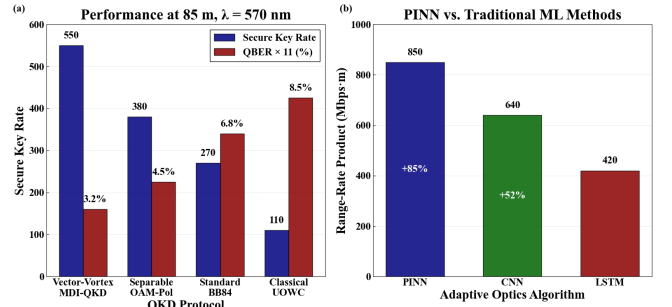 (a)
Performance at 85 m, λ = 570 nm
Secure Key Rate
QBER × 11 (%)
600
500
400
300
200
100
0
Secure Key Rate
550
3.2%
380
4.5%
270
6.8%
110
8.5%
Vector-Vortex
MDI-QKD
Separable
OAM-Pol
Standard
BB84
Classical
UOWC
QKD Protocol
(b)
PINN vs. Traditional ML Methods
1000
800
600
400
200
0
Range-Rate Product (Mbps·m)
850
+85%
640
+52%
420
PINN
CNN
LSTM
Adaptive Optics Algorithm